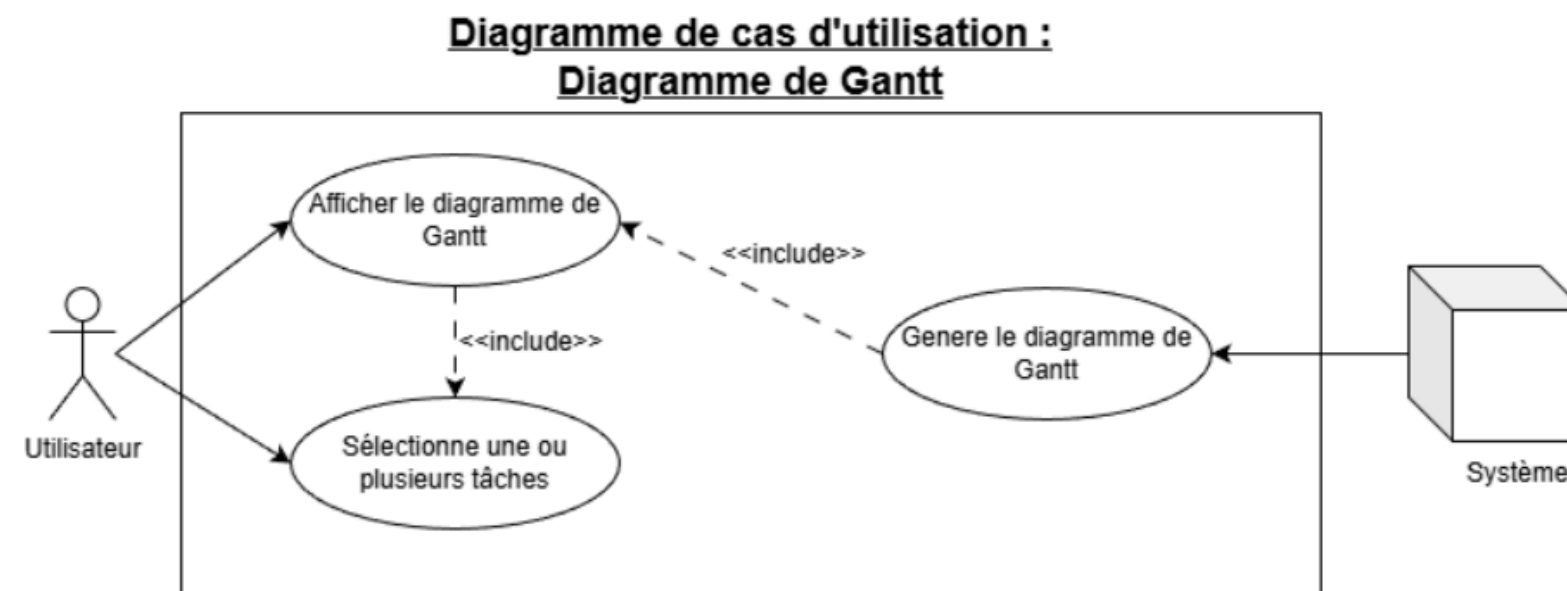 Diagramme de cas d'utilisation :
Diagramme de Gantt
Afficher le diagramme de
Gantt
<<include>>
<<include>>
Genere le diagramme de
Gantt
Sélectionne une ou
plusieurs tâches
Utilisateur
Système